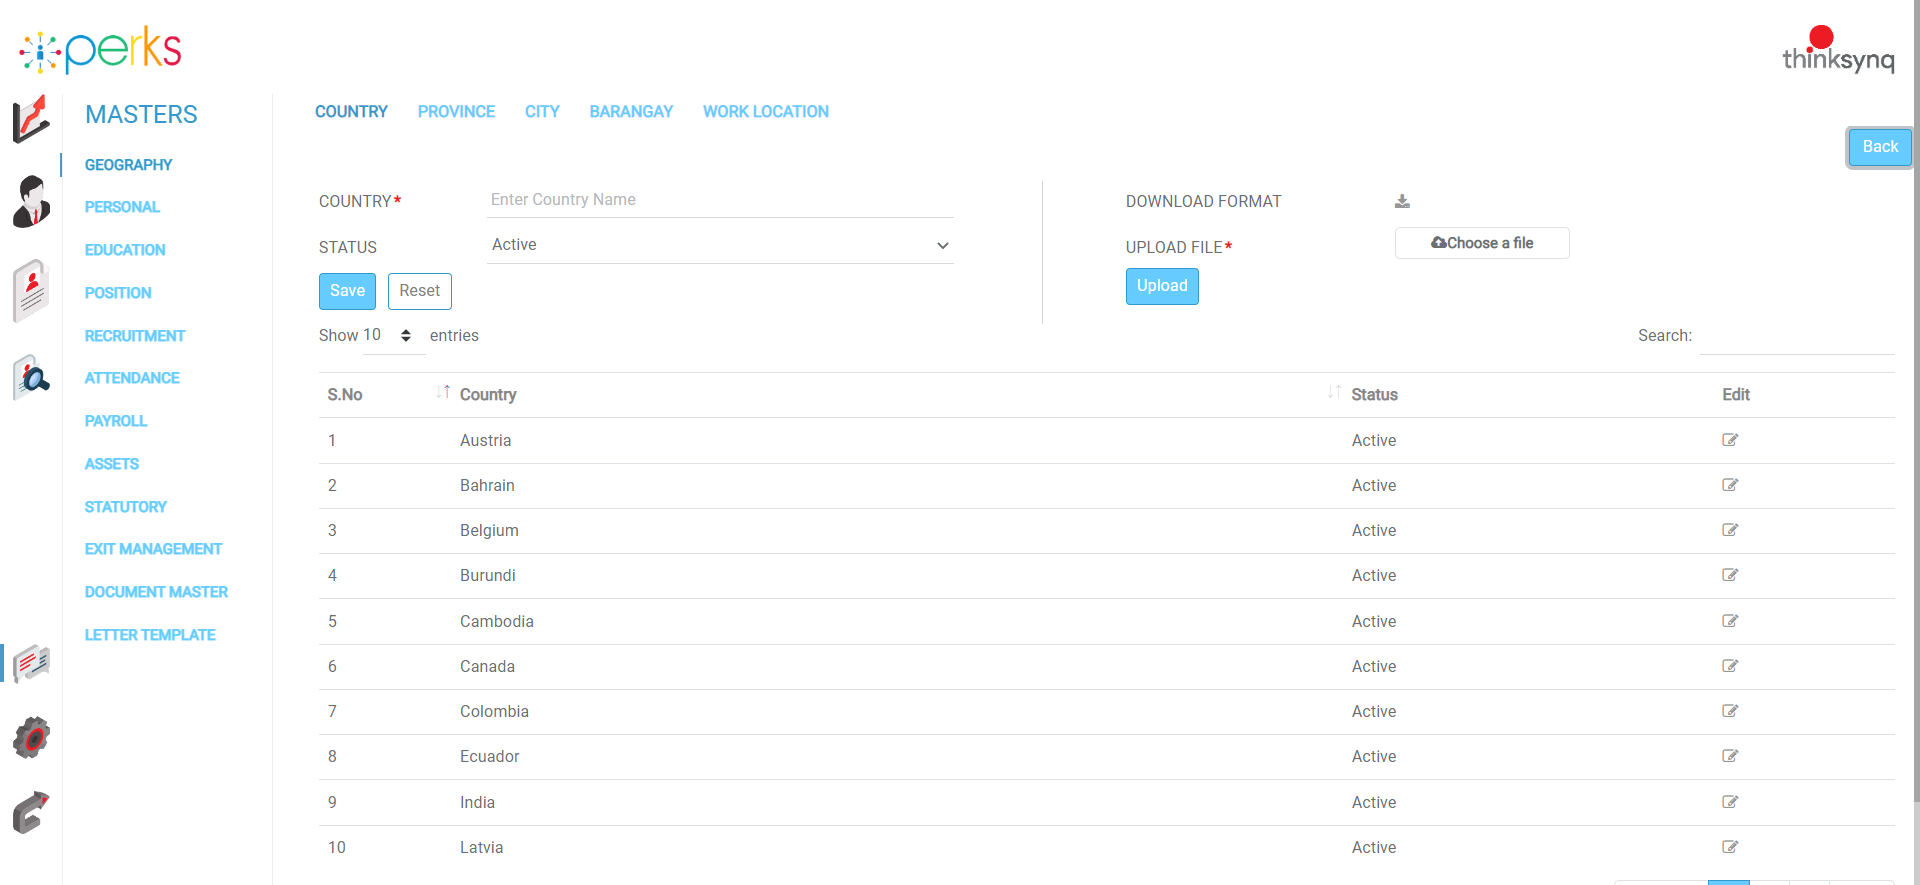 perks
thinksynq
MASTERS
GEOGRAPHY
PERSONAL
EDUCATION
POSITION
RECRUITMENT
ATTENDANCE
PAYROLL
ASSETS
STATUTORY
EXIT MANAGEMENT
DOCUMENT MASTER
LETTER TEMPLATE
COUNTRY PROVINCE CITY BARANGAY WORK LOCATION
Back
COUNTRY* Enter Country Name
STATUS Active
Save Reset
DOWNLOAD FORMAT
UPLOAD FILE* Choose a file
Upload
Show 10 entries Search:
S.No Country Status Edit
1 Austria Active
2 Bahrain Active
3 Belgium Active
4 Burundi Active
5 Cambodia Active
6 Canada Active
7 Colombia Active
8 Ecuador Active
9 India Active
10 Latvia Active